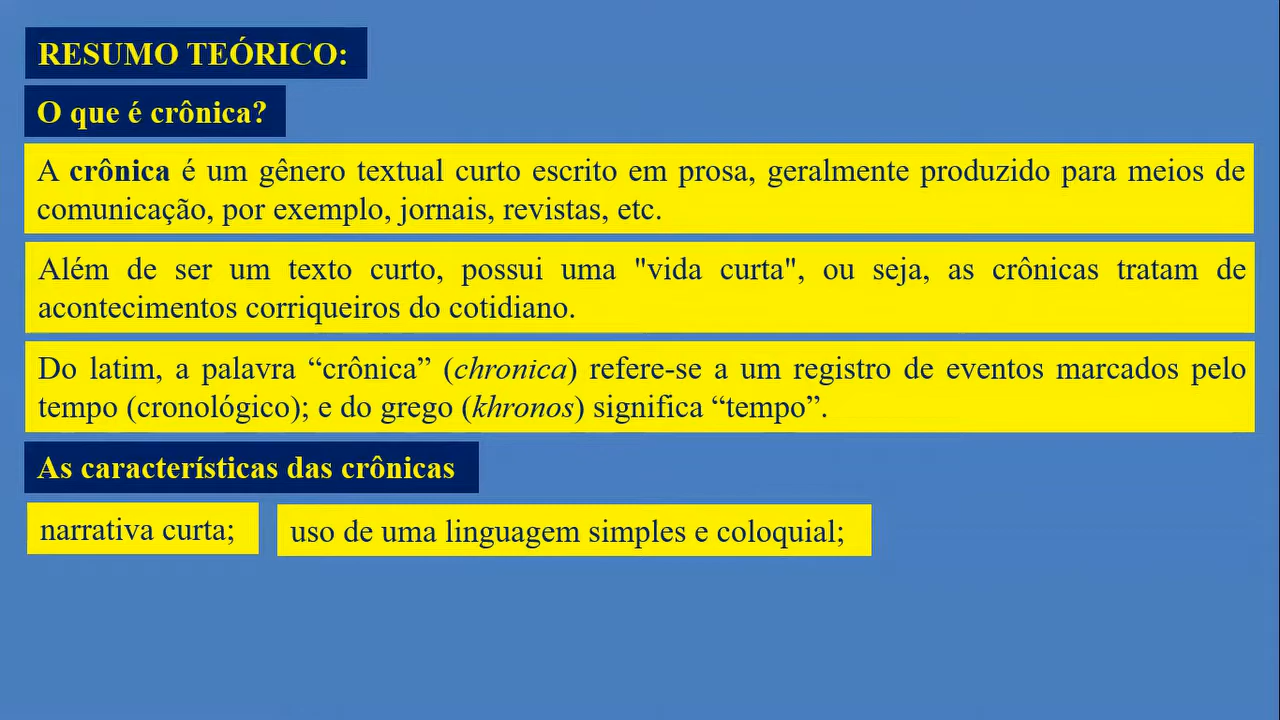 RESUMO TEÓRICO:
O que é crônica?
A crônica é um gênero textual curto escrito em prosa, geralmente produzido para meios de
comunicação, por exemplo, jornais, revistas, etc.
Além de ser um texto curto, possui uma "vida curta", ou seja, as crônicas tratam de
acontecimentos corriqueiros do cotidiano.
Do latim, a palavra “crônica” (chronica) refere-se a um registro de eventos marcados pelo
tempo (cronológico); e do grego (khronos) significa “tempo”.
As características das crônicas
narrativa curta; uso de uma linguagem simples e coloquial;